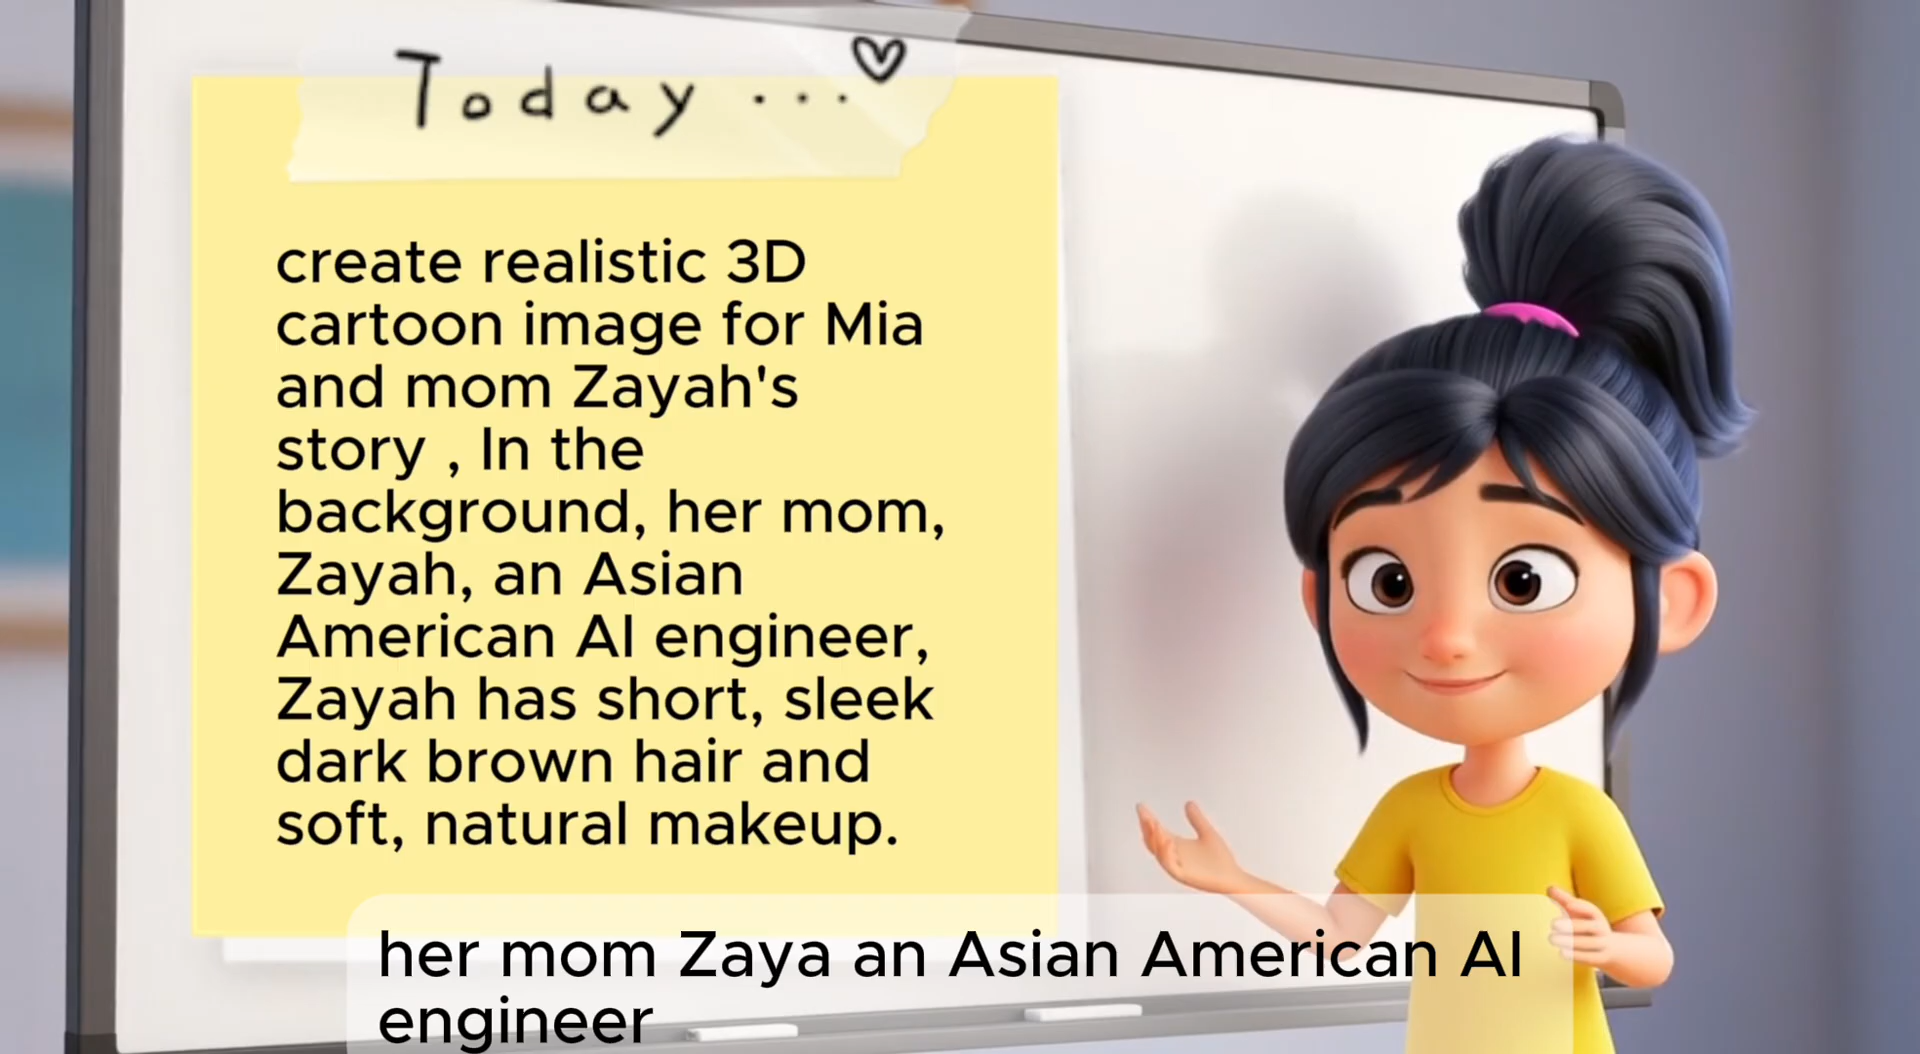 Today ...♡
create realistic 3D
cartoon image for Mia
and mom Zayah's
story , In the
background, her mom,
Zayah, an Asian
American AI engineer,
Zayah has short, sleek
dark brown hair and
soft, natural makeup.
her mom Zaya an Asian American AI
engineer